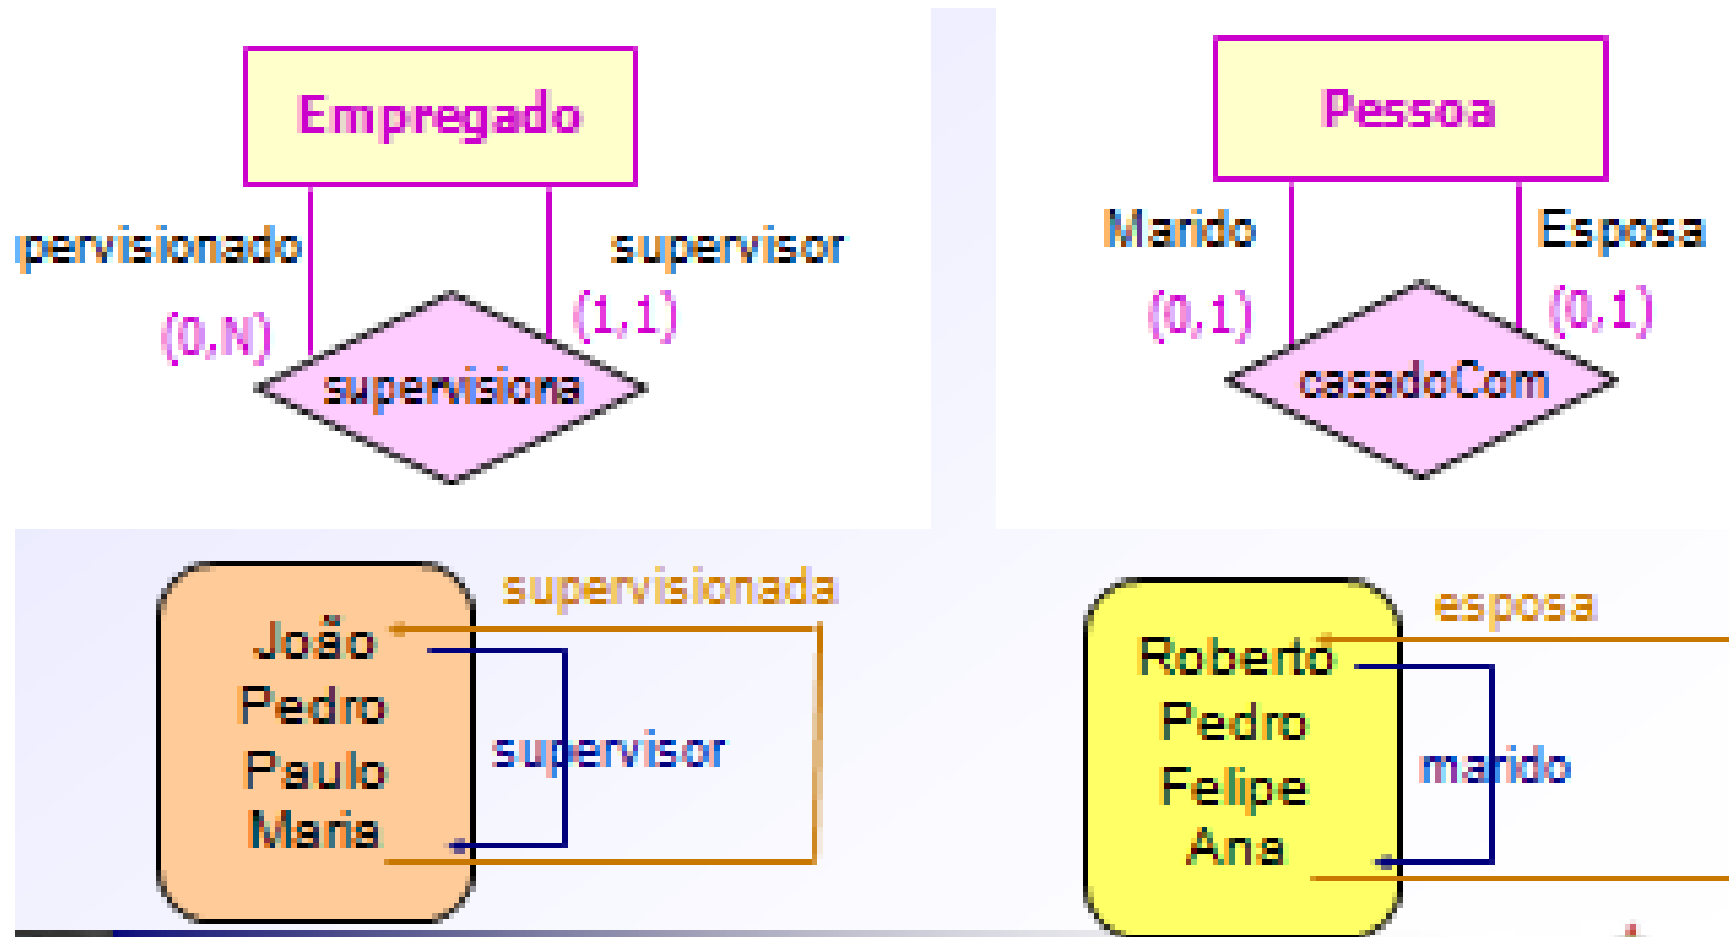 Empregado
pervisionado
supervisor
(0,N)
(1,1)
supervisiona
Pessoa
Marido
Esposa
(0,1)
(0,1)
casadoCom
supervisionada
João
Pedro
Paulo
Maria
supervisor
esposa
Roberto
Pedro
Felipe
Ana
marido